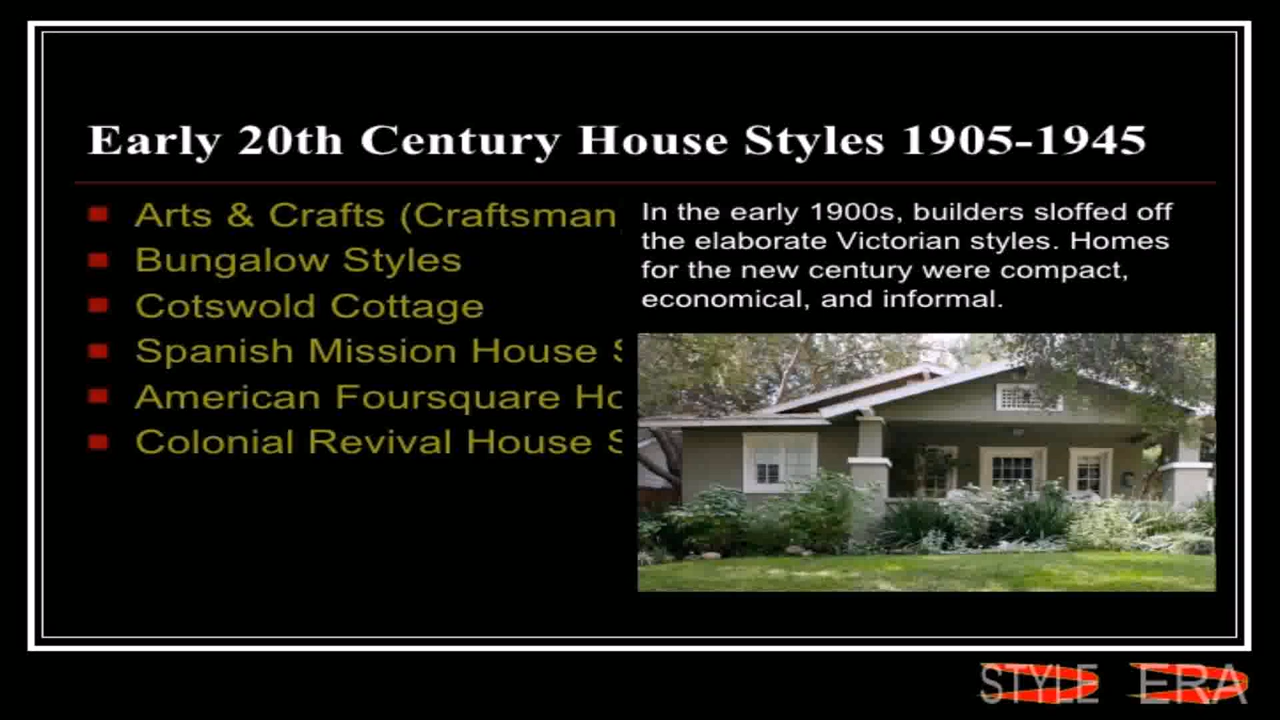 Early 20th Century House Styles 1905-1945
Arts & Crafts (Craftsman
Bungalow Styles
Cotswold Cottage
Spanish Mission House S
American Foursquare Ho
Colonial Revival House S
In the early 1900s, builders sloffed off
the elaborate Victorian styles. Homes
for the new century were compact,
economical, and informal.
STYLE ERA